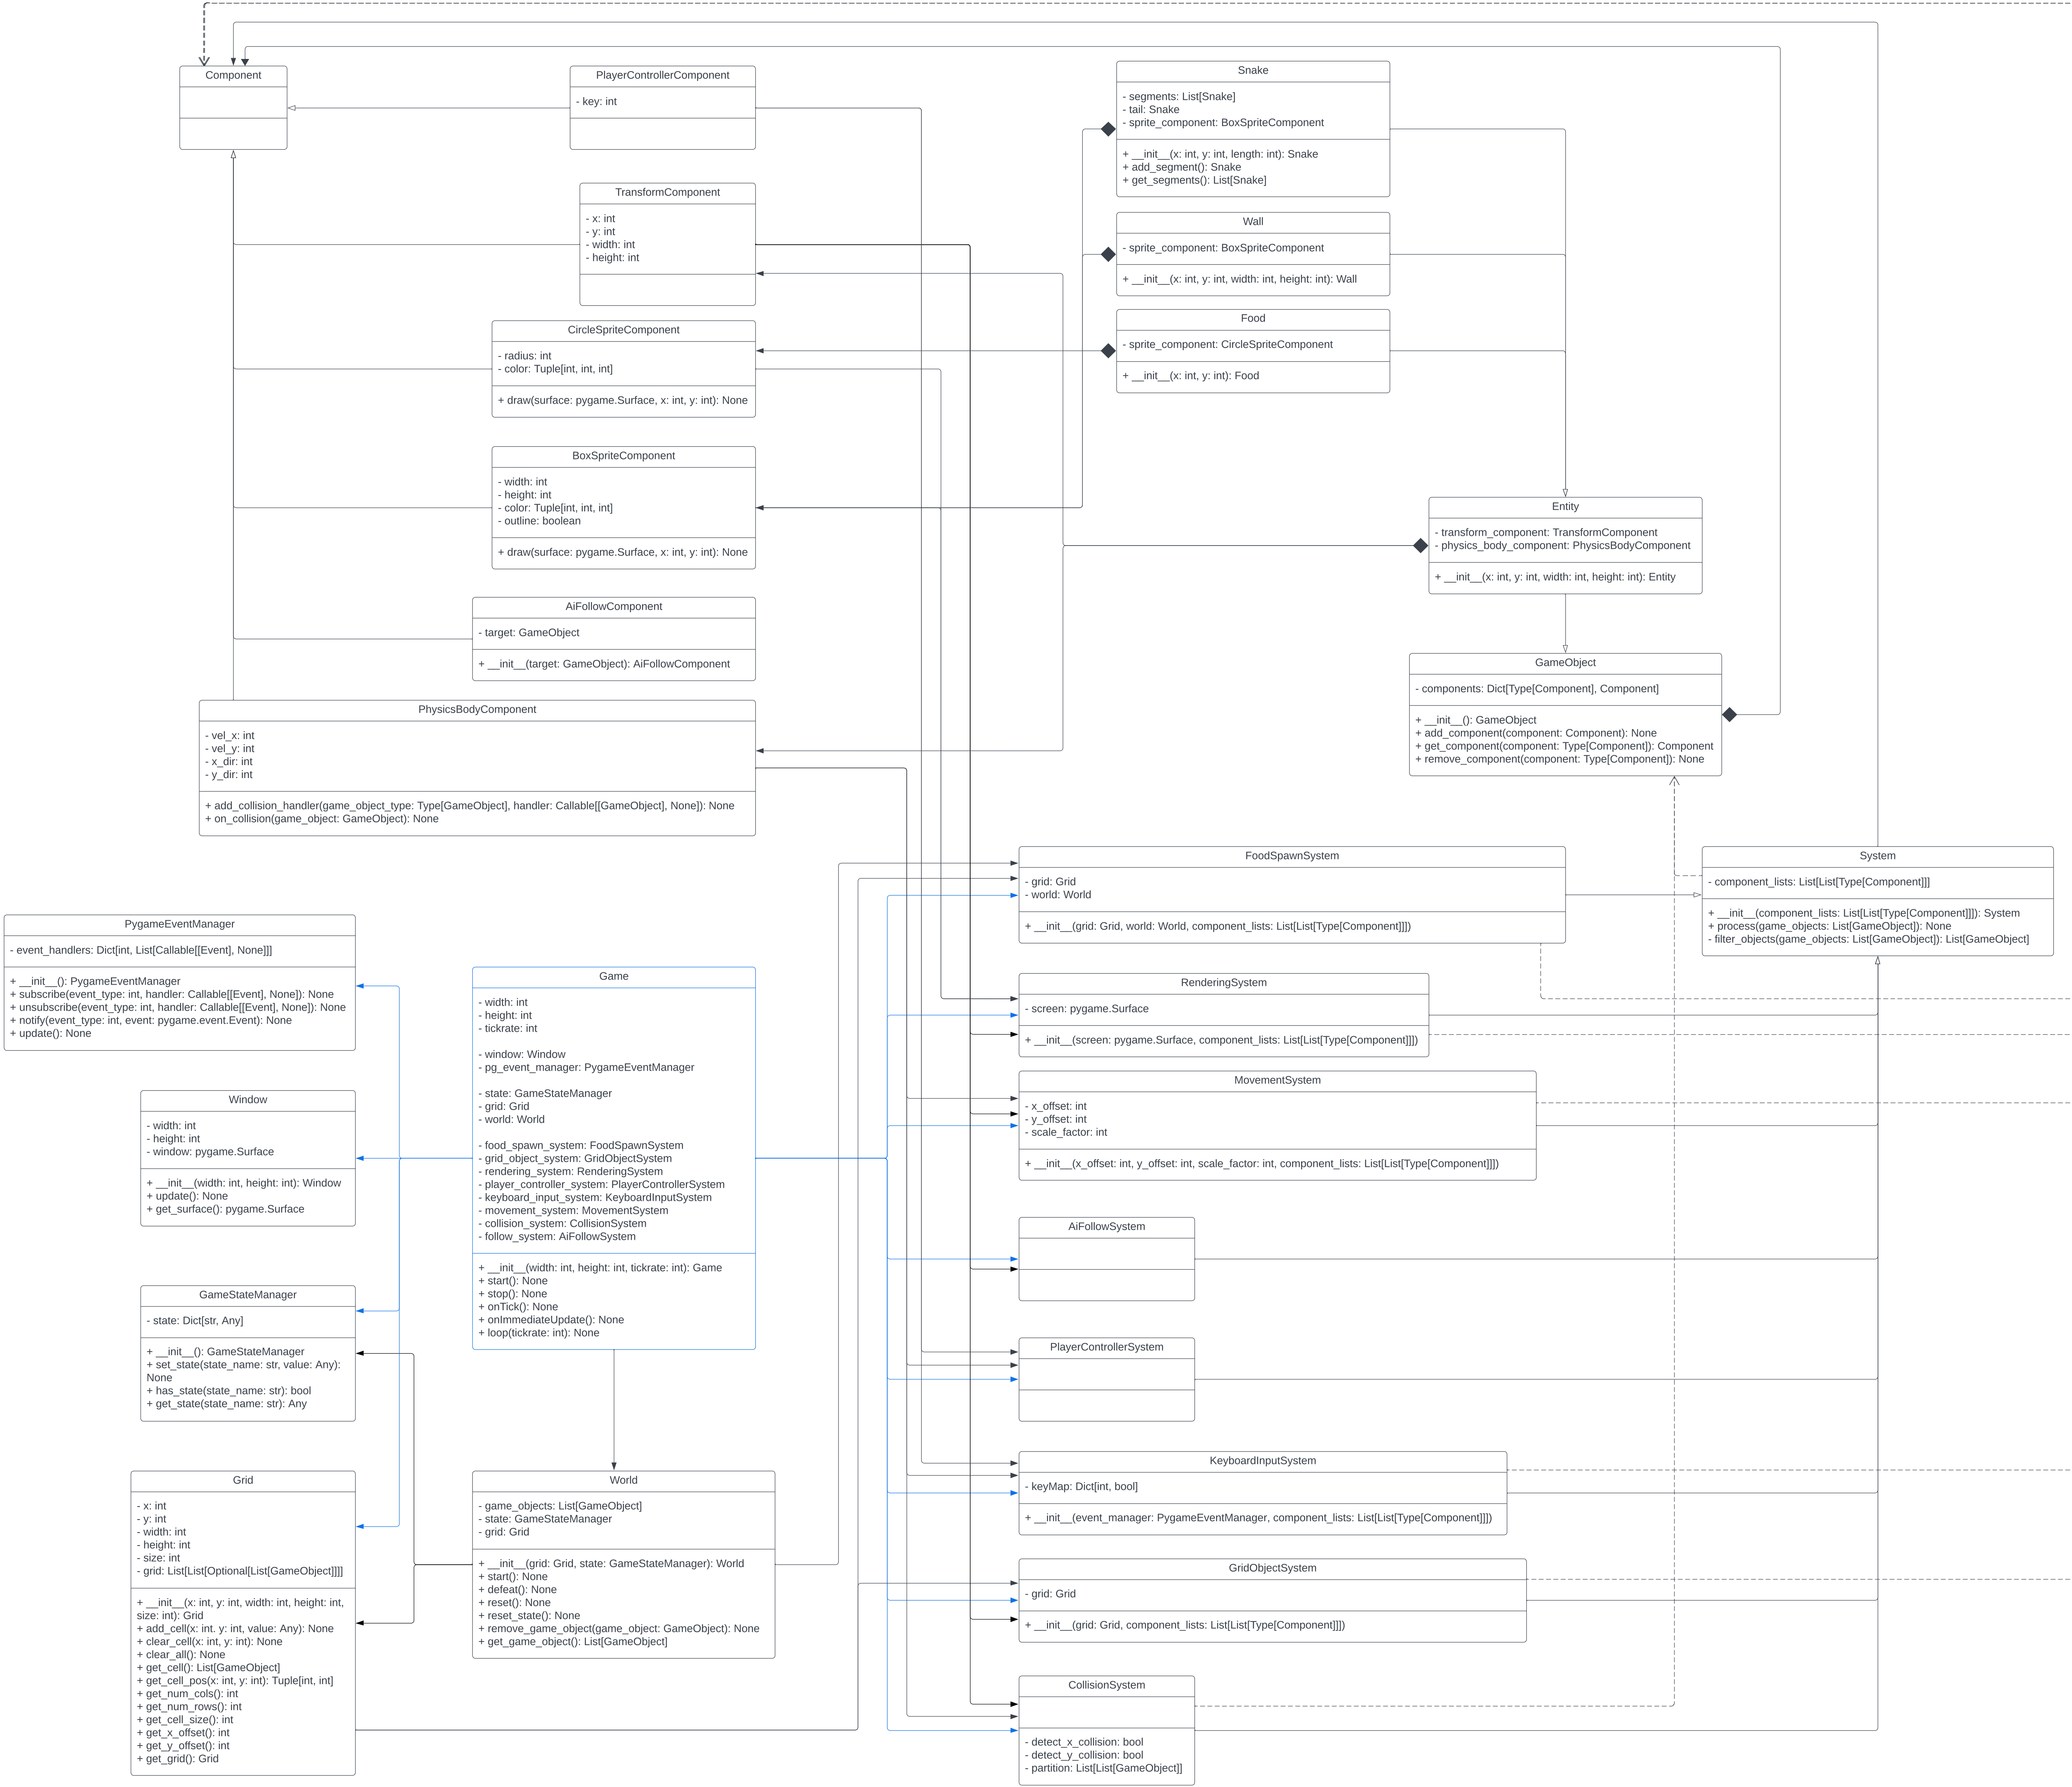 Component
PlayerControllerComponent
- key: int
TransformComponent
- x: int
- y: int
- width: int
- height: int
CircleSpriteComponent
- radius: int
- color: Tuple[int, int, int]
+ draw(surface: pygame.Surface, x: int, y: int): None
BoxSpriteComponent
- width: int
- height: int
- color: Tuple[int, int, int]
- outline: boolean
+ draw(surface: pygame.Surface, x: int, y: int): None
AiFollowComponent
- target: GameObject
+ __init__(target: GameObject): AiFollowComponent
PhysicsBodyComponent
- vel_x: int
- vel_y: int
- x_dir: int
- y_dir: int
+ add_collision_handler(game_object_type: Type[GameObject], handler: Callable[[GameObject], None]): None
+ on_collision(game_object: GameObject): None
Snake
- segments: List[Snake]
- tail: Snake
- sprite_component: BoxSpriteComponent
+ __init__(x: int, y: int, length: int): Snake
+ add_segment(): Snake
+ get_segments(): List[Snake]
Wall
- sprite_component: BoxSpriteComponent
+ __init__(x: int, y: int, width: int, height: int): Wall
Food
- sprite_component: CircleSpriteComponent
+ __init__(x: int, y: int): Food
Entity
- transform_component: TransformComponent
- physics_body_component: PhysicsBodyComponent
+ __init__(x: int, y: int, width: int, height: int): Entity
GameObject
- components: Dict[Type[Component], Component]
+ __init__(): GameObject
+ add_component(component: Component): None
+ get_component(component: Type[Component]): Component
+ remove_component(component: Type[Component]): None
System
- component_lists: List[List[Type[Component]]]
+ __init__(component_lists: List[List[Type[Component]]]): System
+ process(game_objects: List[GameObject]): None
- filter_objects(game_objects: List[GameObject]): List[GameObject]
PygameEventManager
- event_handlers: Dict[int, List[Callable[[Event], None]]]
+ __init__(): PygameEventManager
+ subscribe(event_type: int, handler: Callable[[Event], None]): None
+ unsubscribe(event_type: int, handler: Callable[[Event], None]): None
+ notify(event_type: int, event: pygame.event.Event): None
+ update(): None
Window
- width: int
- height: int
- window: pygame.Surface
+ __init__(width: int, height: int): Window
+ update(): None
+ get_surface(): pygame.Surface
GameStateManager
- state: Dict[str, Any]
+ __init__(): GameStateManager
+ set_state(state_name: str, value: Any):
None
+ has_state(state_name: str): bool
+ get_state(state_name: str): Any
Grid
- x: int
- y: int
- width: int
- height: int
- size: int
- grid: List[List[Optional[List[GameObject]]]]
+ __init__(x: int, y: int, width: int, height: int,
size: int): Grid
+ add_cell(x: int. y: int, value: Any): None
+ clear_cell(x: int, y: int): None
+ clear_all(): None
+ get_cell(): List[GameObject]
+ get_cell_pos(x: int, y: int): Tuple[int, int]
+ get_num_cols(): int
+ get_num_rows(): int
+ get_cell_size(): int
+ get_x_offset(): int
+ get_y_offset(): int
+ get_grid(): Grid
Game
- width: int
- height: int
- tickrate: int
- window: Window
- pg_event_manager: PygameEventManager
- state: GameStateManager
- grid: Grid
- world: World
- food_spawn_system: FoodSpawnSystem
- grid_object_system: GridObjectSystem
- rendering_system: RenderingSystem
- player_controller_system: PlayerControllerSystem
- keyboard_input_system: KeyboardInputSystem
- movement_system: MovementSystem
- collision_system: CollisionSystem
- follow_system: AiFollowSystem
+ __init__(width: int, height: int, tickrate: int): Game
+ start(): None
+ stop(): None
+ onTick(): None
+ onImmediateUpdate(): None
+ loop(tickrate: int): None
World
- game_objects: List[GameObject]
- state: GameStateManager
- grid: Grid
+ __init__(grid: Grid, state: GameStateManager): World
+ start(): None
+ defeat(): None
+ reset(): None
+ reset_state(): None
+ remove_game_object(game_object: GameObject): None
+ get_game_object(): List[GameObject]
FoodSpawnSystem
- grid: Grid
- world: World
+ __init__(grid: Grid, world: World, component_lists: List[List[Type[Component]]])
RenderingSystem
- screen: pygame.Surface
+ __init__(screen: pygame.Surface, component_lists: List[List[Type[Component]]])
MovementSystem
- x_offset: int
- y_offset: int
- scale_factor: int
+ __init__(x_offset: int, y_offset: int, scale_factor: int, component_lists: List[List[Type[Component]]])
AiFollowSystem
PlayerControllerSystem
KeyboardInputSystem
- keyMap: Dict[int, bool]
+ __init__(event_manager: PygameEventManager, component_lists: List[List[Type[Component]]])
GridObjectSystem
- grid: Grid
+ __init__(grid: Grid, component_lists: List[List[Type[Component]]])
CollisionSystem
- detect_x_collision: bool
- detect_y_collision: bool
- partition: List[List[GameObject]]